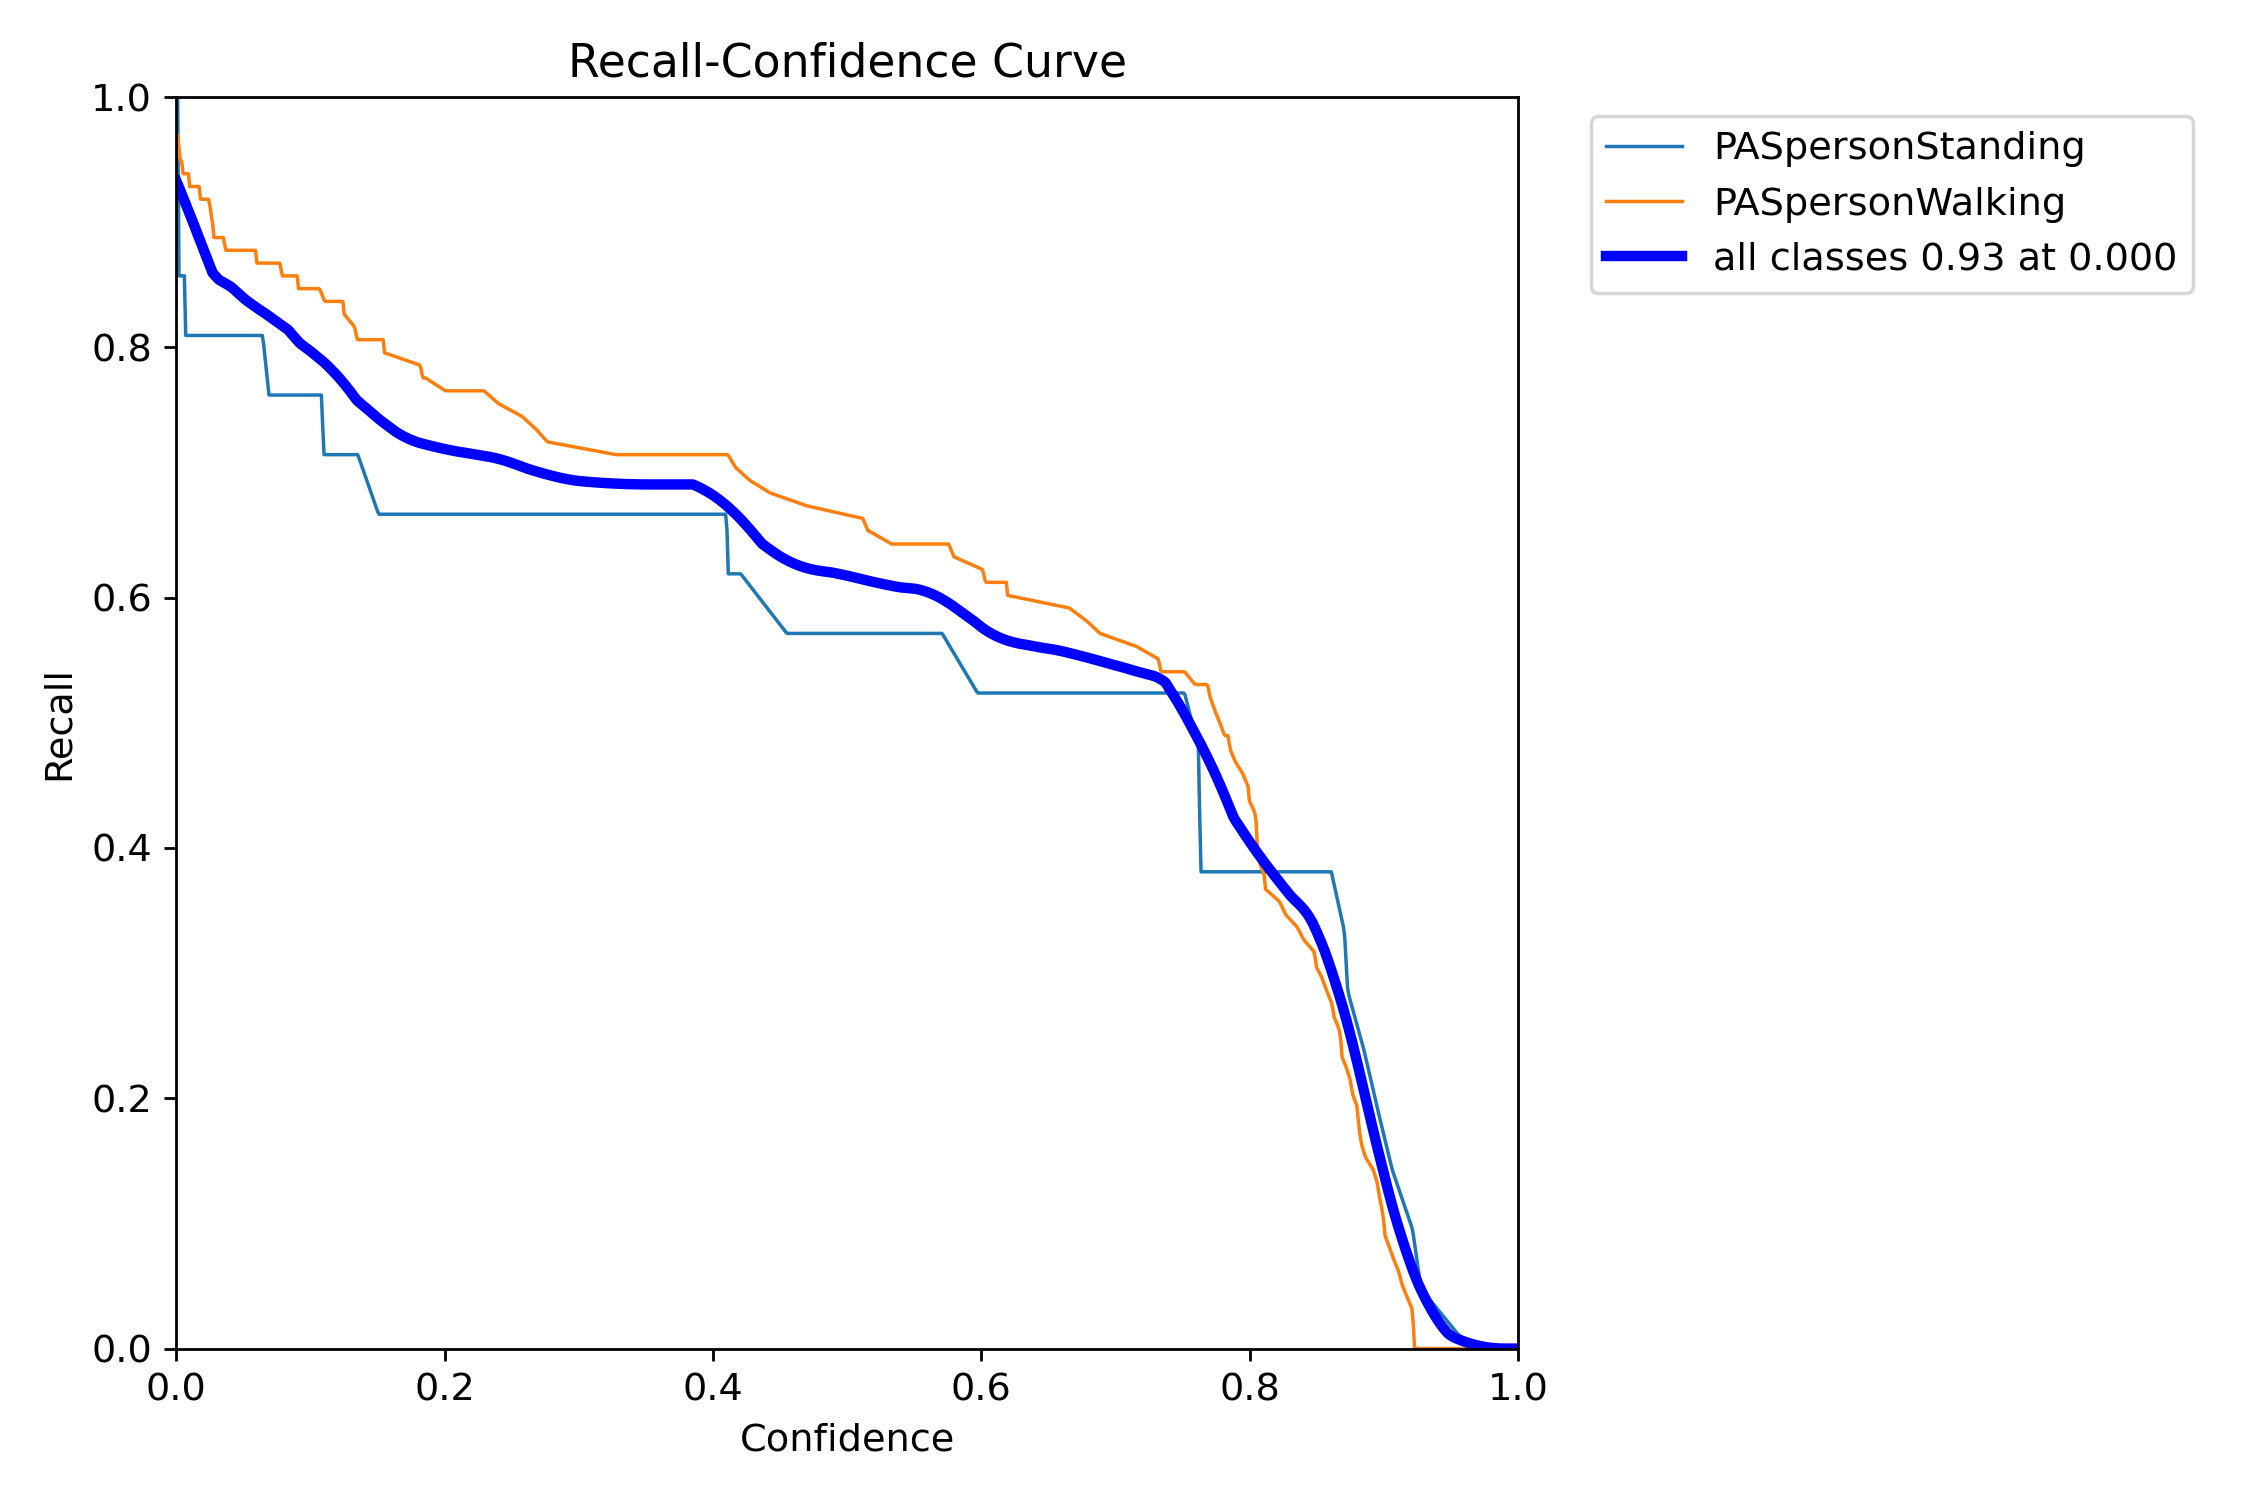 Recall-Confidence Curve
PASpersonStanding
PASpersonWalking
all classes 0.93 at 0.000
1.0
0.8
0.6
0.4
0.2
0.0
Recall
0.0 0.2 0.4 0.6 0.8 1.0
Confidence